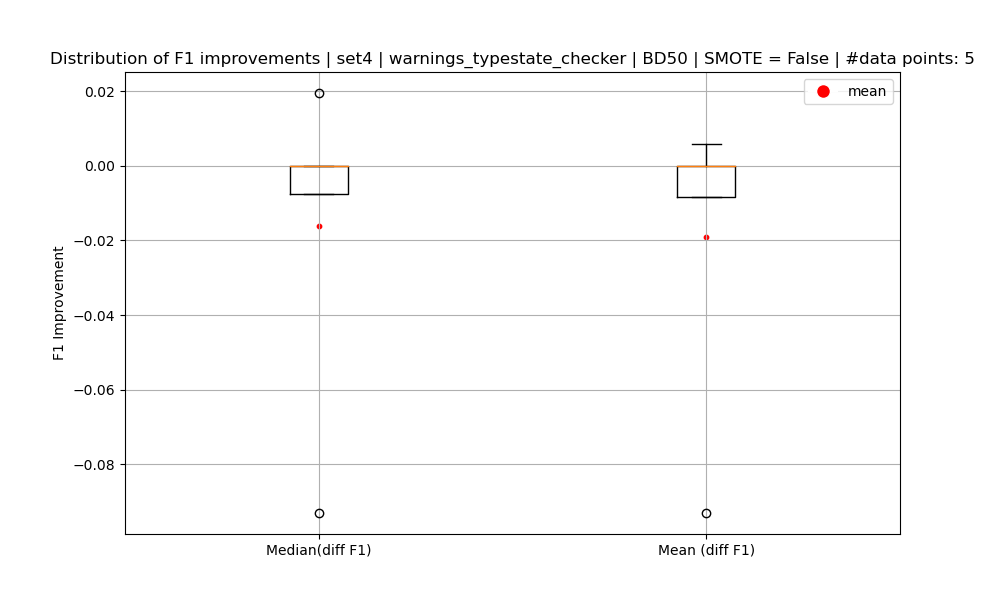 Distribution of F1 improvements | set4 | warnings_typestate_checker | BD50 | SMOTE = False | #data points: 5
mean
0.02
0.00
−0.02
−0.04
−0.06
−0.08
F1 Improvement
Median(diff F1)
Mean (diff F1)